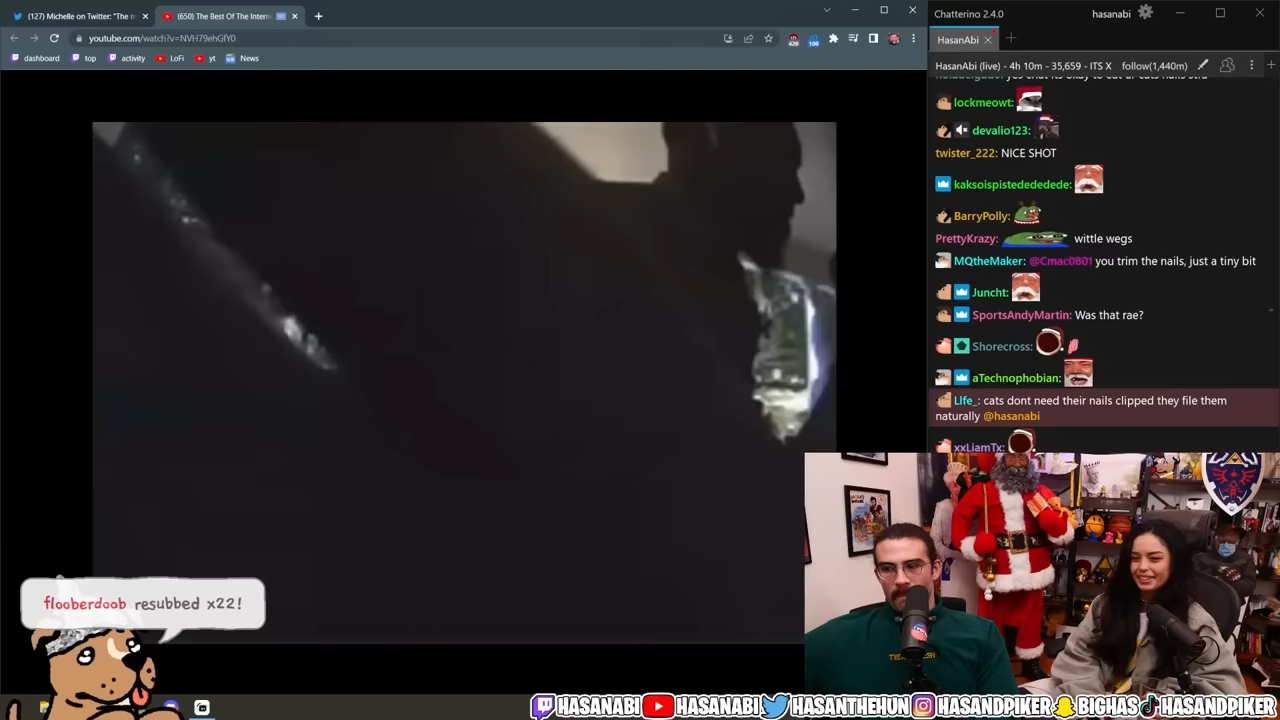 (127) Michelle on Twitter: "The m
(650) The Best Of The Intern
youtube.com/watch?v=NVH79ehGfY0
dashboard
top
activity
LoFi
yt
News
Chatterino 2.4.0
hasanabi
HasanAbi
HasanAbi (live) - 4h 10m - 35,659 - ITS X
follow(1,440m)
lockmeowt:
devalio123:
twister_222: NICE SHOT
kaksoispistedededede:
BarryPolly:
PrettyKrazy: wittle wegs
MQtheMaker: @Cmac0801 you trim the nails, just a tiny bit
Juncht:
SportsAndyMartin: Was that rae?
Shorecross:
aTechnophobian:
LIfe_: cats dont need their nails clipped they file them
naturally @hasanabi
xxLiamTx:
flooberdoob resubbed x22!
HASANABI HASANABI HASANTHEHUN HASANDPIKER BIGHAS HASANDPIKER